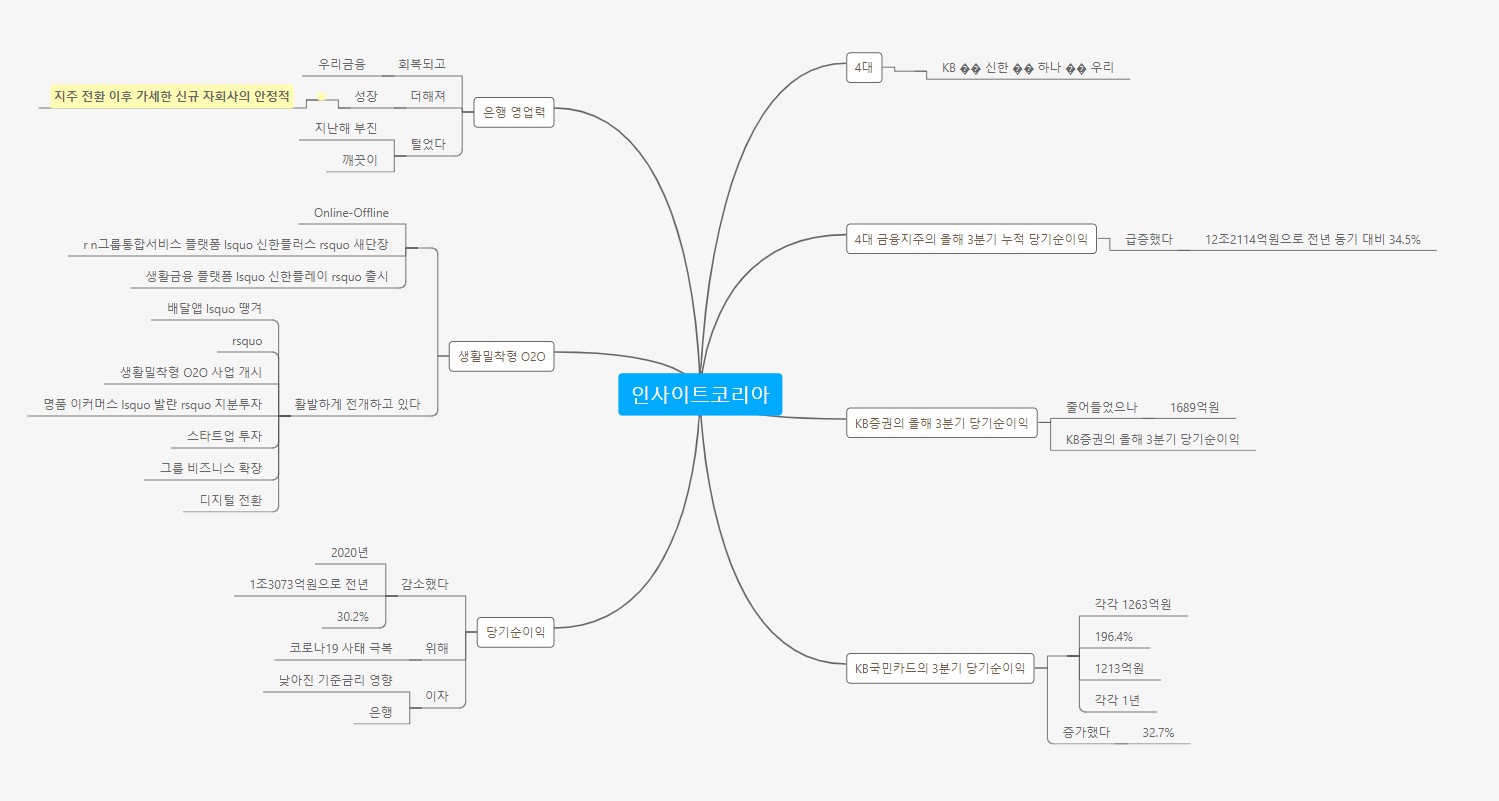 인사이트코리아
4대
KB �� 신한 �� 하나 �� 우리
4대 금융지주의 올해 3분기 누적 당기순이익
급증했다
12조2114억원으로 전년 동기 대비 34.5%
KB증권의 올해 3분기 당기순이익
줄어들었으나
1689억원
KB증권의 올해 3분기 당기순이익
KB국민카드의 3분기 당기순이익
각각 1263억원
196.4%
1213억원
각각 1년
증가했다
32.7%
은행 영업력
회복되고
우리금융
더해져
성장
지주 전환 이후 가세한 신규 자회사의 안정적
털었다
지난해 부진
깨끗이
생활밀착형 O2O
Online-Offline
r n그룹통합서비스 플랫폼 lsquo 신한플러스 rsquo 새단장
생활금융 플랫폼 lsquo 신한플레이 rsquo 출시
활발하게 전개하고 있다
배달앱 lsquo 땡겨
rsquo
생활밀착형 O2O 사업 개시
명품 이커머스 lsquo 발란 rsquo 지분투자
스타트업 투자
그룹 비즈니스 확장
디지털 전환
당기순이익
감소했다
2020년
1조3073억원으로 전년
30.2%
위해
코로나19 사태 극복
이자
낮아진 기준금리 영향
은행